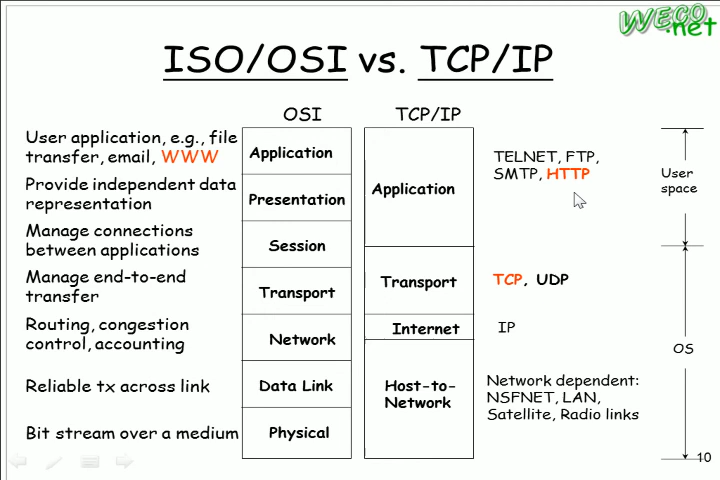 WECO
.net
ISO/OSI vs. TCP/IP
OSI
TCP/IP
User application, e.g., file
transfer, email, WWW
Application
Provide independent data
representation
Presentation
Manage connections
between applications
Session
Manage end-to-end
transfer
Transport
Routing, congestion
control, accounting
Network
Reliable tx across link
Data Link
Bit stream over a medium
Physical
Application
TELNET, FTP,
SMTP, HTTP
Transport
TCP, UDP
Internet
IP
Host-to-
Network
Network dependent:
NSFNET, LAN,
Satellite, Radio links
User
space
OS
10